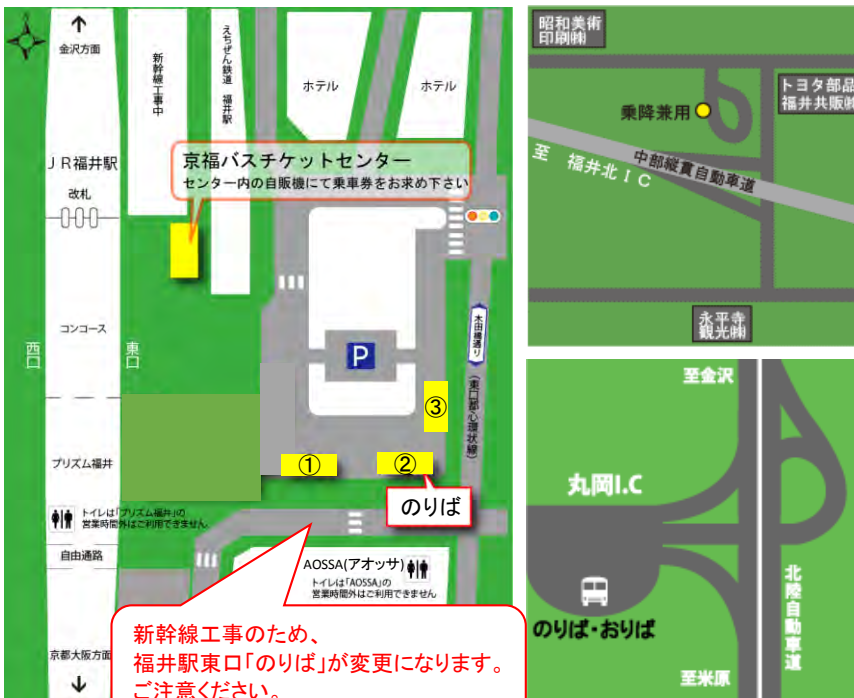 金沢方面
新幹線工事中
えちぜん鉄道 福井駅
ホテル
ホテル
JR福井駅
改札
京福バスチケットセンター
センター内の自販機にて乗車券をお求め下さい
コンコース
西口
東口
P
木田橋通り
(東口都心環状線)
③
①
②
のりば
プリズム福井
トイレは「プリズム福井」の
営業時間外はご利用できません
自由通路
AOSSA(アオッサ)
トイレは「AOSSA」の
営業時間外はご利用できません
京都大阪方面
新幹線工事のため、
福井駅東口「のりば」が変更になります。
ご注意ください。
昭和美術
印刷㈱
トヨタ部品
福井共販㈱
乗降兼用
至 福井北IC
中部縦貫自動車道
永平寺
観光㈱
至金沢
丸岡I.C
のりば・おりば
北陸自動車道
至米原